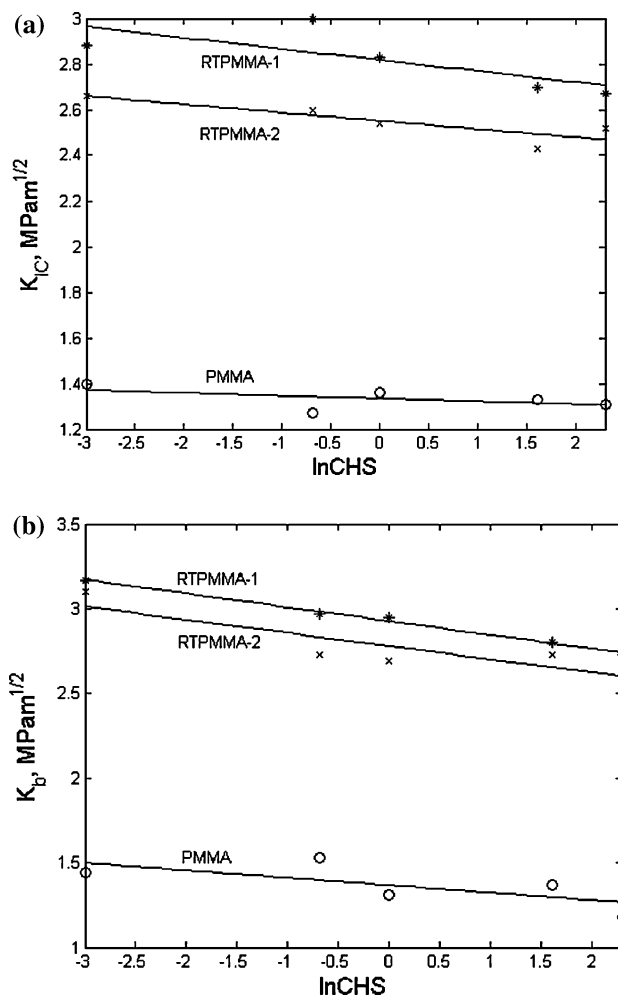 (a)
3
2.8
2.6
2.4
2.2
2
1.8
1.6
1.4
1.2
K_IC, MPam^1/2
RTPMMA-1
RTPMMA-2
PMMA
-3 -2.5 -2 -1.5 -1 -0.5 0 0.5 1 1.5 2
lnCHS
(b)
3.5
3
2.5
2
1.5
1
K_b, MPam^1/2
RTPMMA-1
RTPMMA-2
PMMA
-3 -2.5 -2 -1.5 -1 -0.5 0 0.5 1 1.5 2
lnCHS